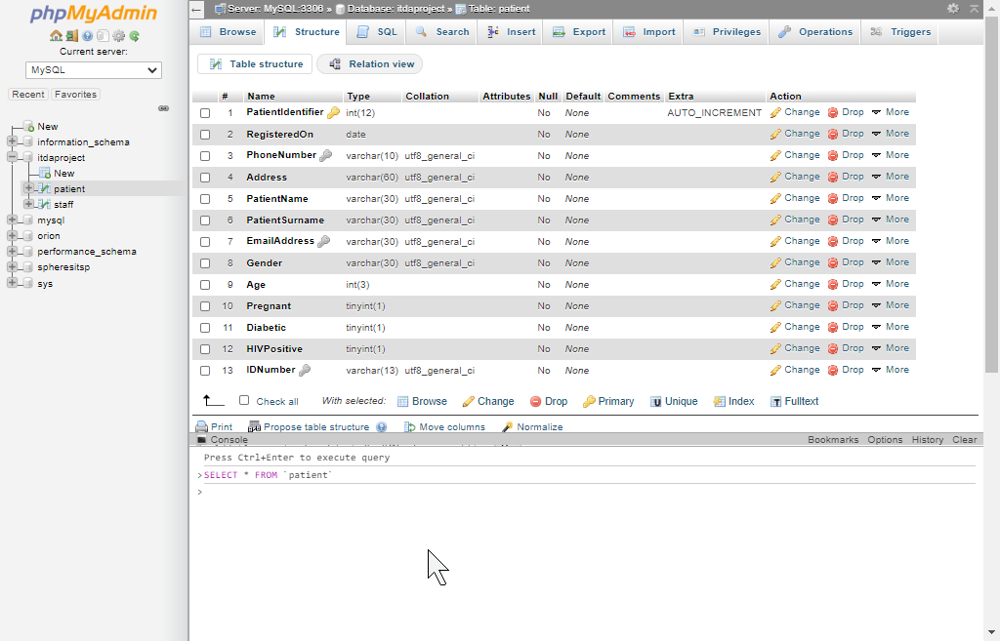 phpMyAdmin
Current server:
MySQL
Recent Favorites
New
information_schema
itdaproject
New
patient
staff
mysql
orion
performance_schema
spheresitsp
sys
Server: MySQL:3306 » Database: itdaproject » Table: patient
Browse Structure SQL Search Insert Export Import Privileges Operations Triggers
Table structure Relation view
# Name Type Collation Attributes Null Default Comments Extra Action
1 PatientIdentifier int(12) No None AUTO_INCREMENT Change Drop More
2 RegisteredOn date No None Change Drop More
3 PhoneNumber varchar(10) utf8_general_ci No None Change Drop More
4 Address varchar(60) utf8_general_ci No None Change Drop More
5 PatientName varchar(30) utf8_general_ci No None Change Drop More
6 PatientSurname varchar(30) utf8_general_ci No None Change Drop More
7 EmailAddress varchar(30) utf8_general_ci No None Change Drop More
8 Gender varchar(30) utf8_general_ci No None Change Drop More
9 Age int(3) No None Change Drop More
10 Pregnant tinyint(1) No None Change Drop More
11 Diabetic tinyint(1) No None Change Drop More
12 HIVPositive tinyint(1) No None Change Drop More
13 IDNumber varchar(13) utf8_general_ci No None Change Drop More
Check all With selected: Browse Change Drop Primary Unique Index Fulltext
Print Propose table structure Move columns Normalize
Console Bookmarks Options History Clear
Press Ctrl+Enter to execute query
>SELECT * FROM `patient`
>